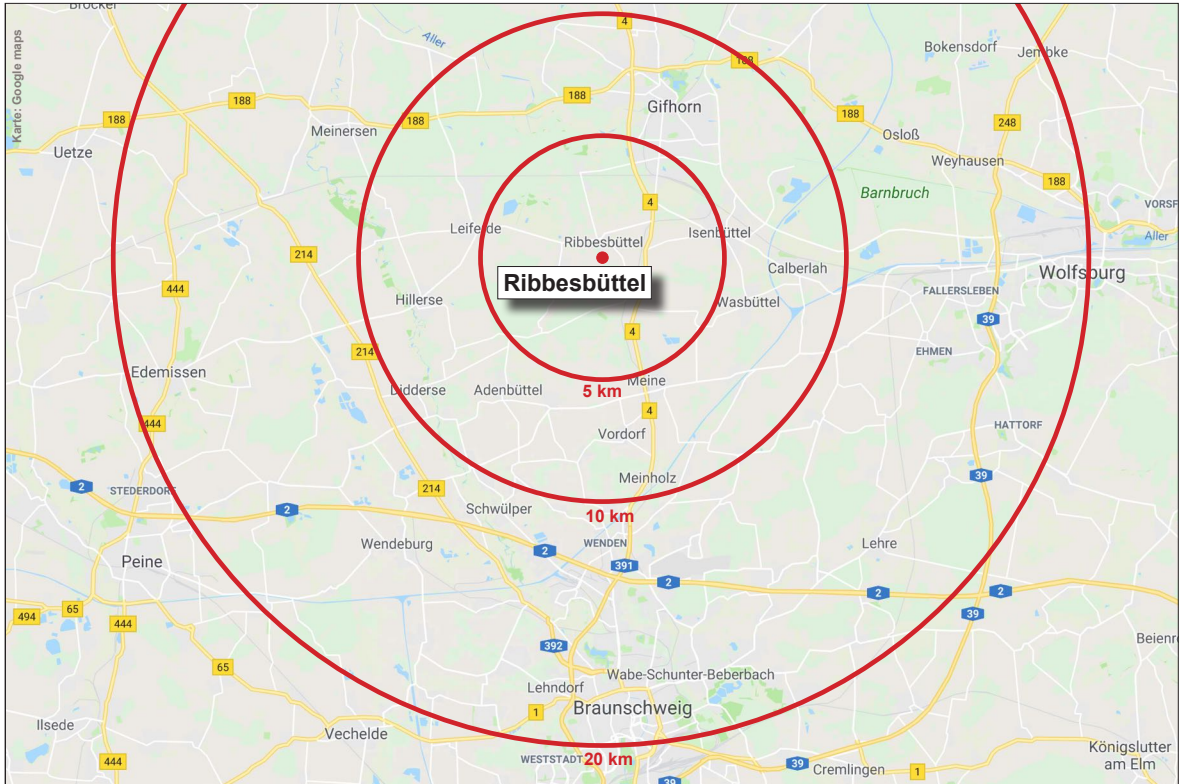 Karte: Google maps
Bröckel
4
Aller
Bokensdorf
Jembke
188
188
188
Gifhorn
188
188
188
248
Meinersen
Osloß
Uetze
Weyhausen
188
Barnbruch
4
VORSF
Leiferde
Isenbüttel
Aller
Ribbesbüttel
214
Calberlah
Wolfsburg
Ribbesbüttel
444
FALLERSLEBEN
Hillerse
Wasbüttel
39
4
214
EHMEN
Edemissen
Meine
5 km
Didderse
Adenbüttel
4
444
HATTORF
Vordorf
39
Meinholz
2
STEDERDORF
214
2
Schwülper
10 km
Wendeburg
WENDEN
Lehre
2
Peine
391
2
2
2
65
494
444
39
Beienr
392
65
Wabe-Schunter-Beberbach
Lehndorf
Braunschweig
1
Ilsede
Vechelde
Königslutter
am Elm
WESTSTADT
20 km
444
39
Cremlingen
1
39